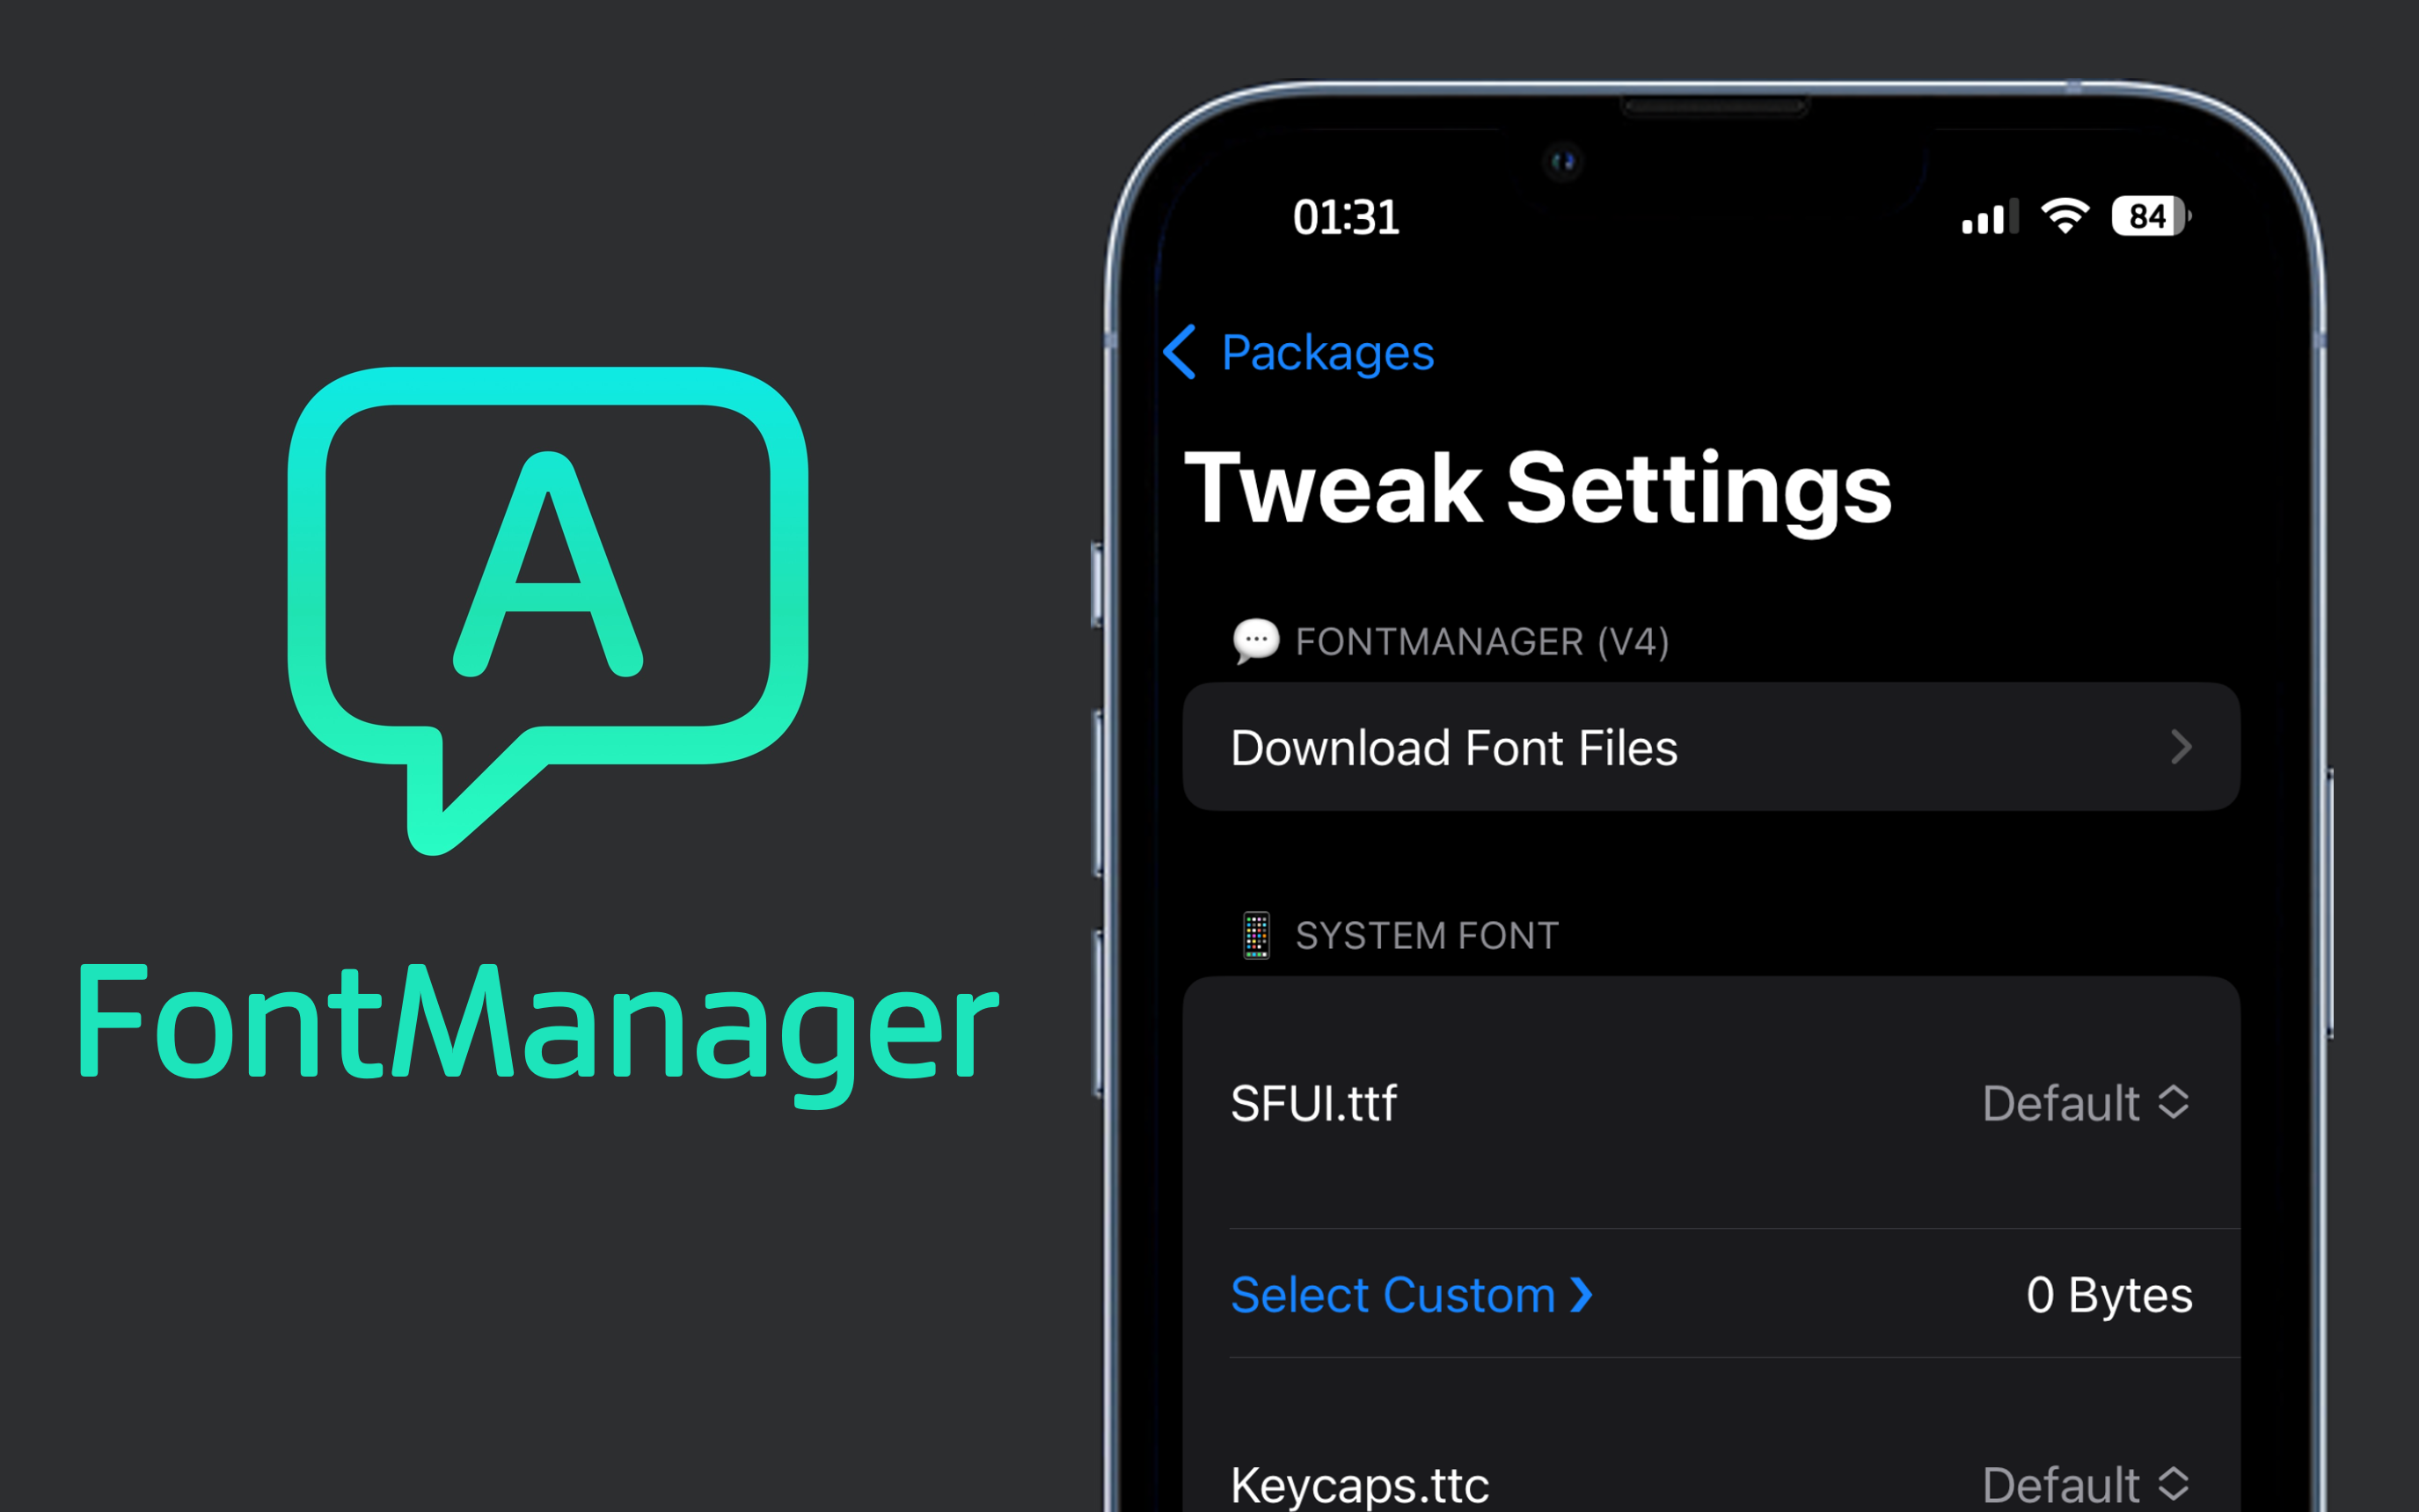 A
FontManager
01:31
84
Packages
Tweak Settings
💬 FONTMANAGER (V4)
Download Font Files
📱 SYSTEM FONT
SFUI.ttf Default
Select Custom ❯ 0 Bytes
Keycaps.ttc Default